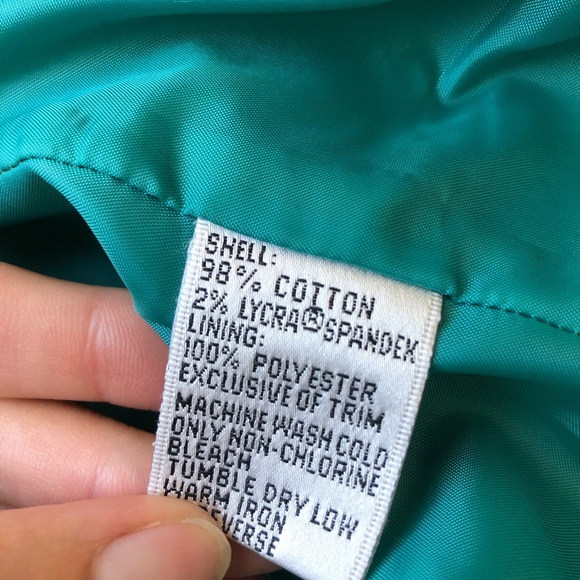 SHELL:
98% COTTON
2% LYCRA®SPANDEX
LINING:
100% POLYESTER
EXCLUSIVE OF TRIM
MACHINE WASH COLD
ONLY NON-CHLORINE
BLEACH
TUMBLE DRY LOW
WARM IRON
REVERSE